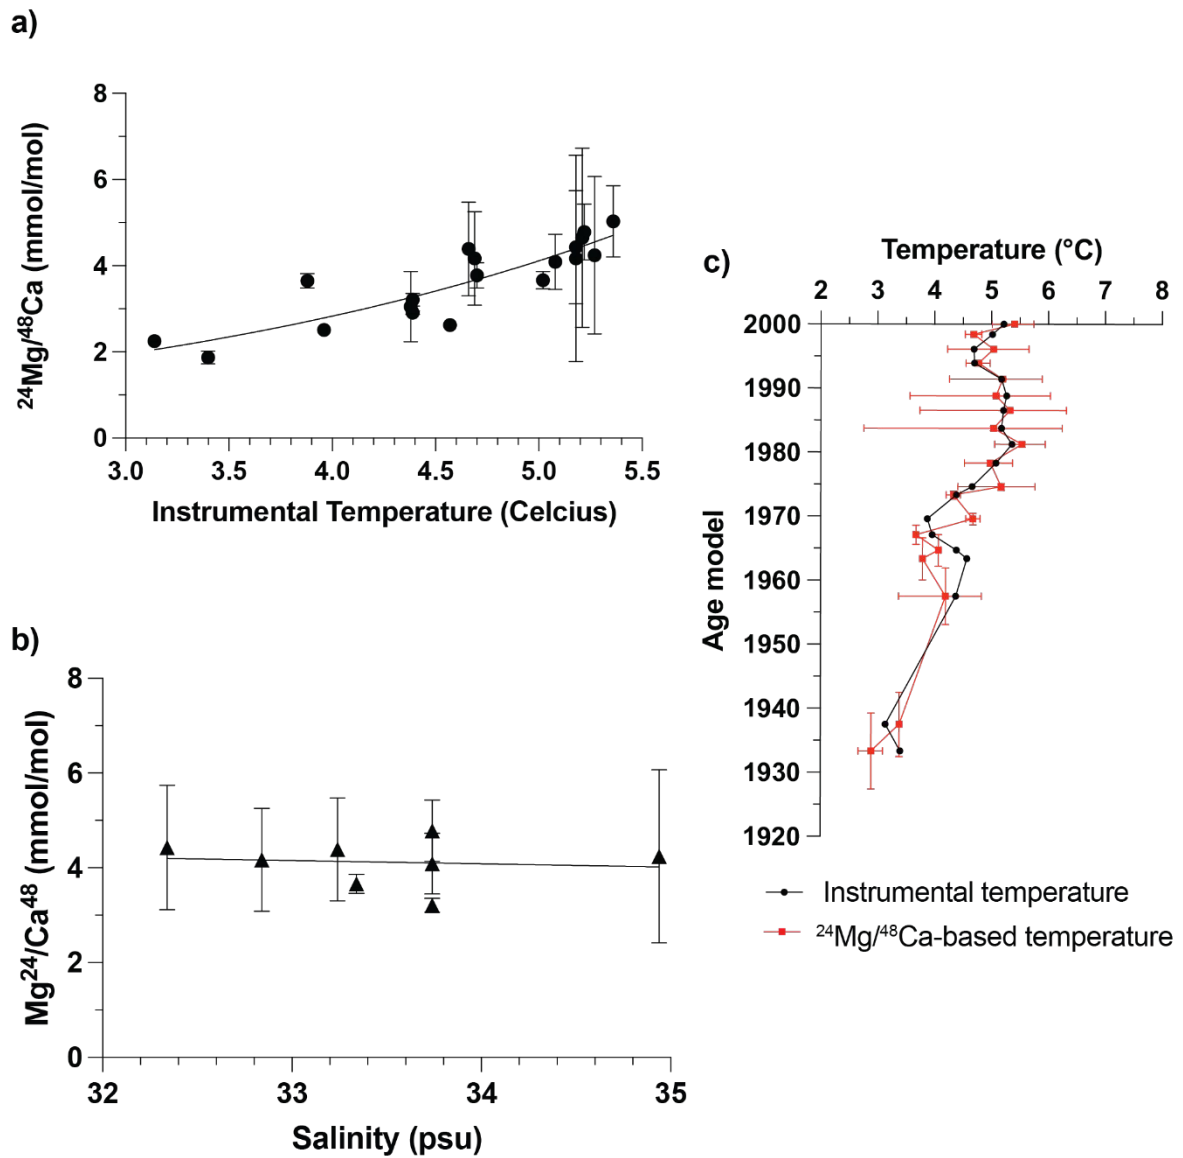 a)
8
6
4
2
0
²⁴Mg/⁴⁸Ca (mmol/mol)
3.0 3.5 4.0 4.5 5.0 5.5
Instrumental Temperature (Celcius)
b)
8
6
4
2
0
Mg²⁴/Ca⁴⁸ (mmol/mol)
32 33 34 35
Salinity (psu)
c)
Temperature (°C)
2 3 4 5 6 7 8
2000
1990
1980
1970
1960
1950
1940
1930
1920
Age model
Instrumental temperature
²⁴Mg/⁴⁸Ca-based temperature